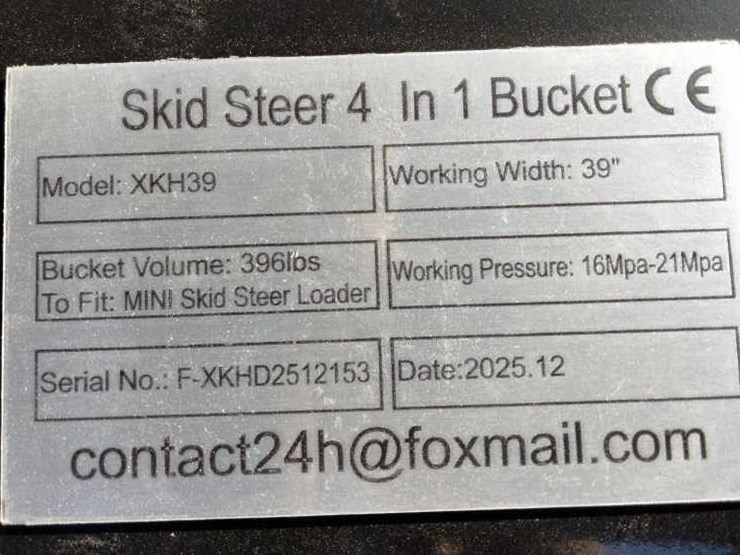 Skid Steer 4 In 1 Bucket CE
Model: XKH39
Working Width: 39"
Bucket Volume: 396lbs
To Fit: MINI Skid Steer Loader
Working Pressure: 16Mpa-21Mpa
Serial No.: F-XKHD2512153
Date:2025.12
contact24h@foxmail.com